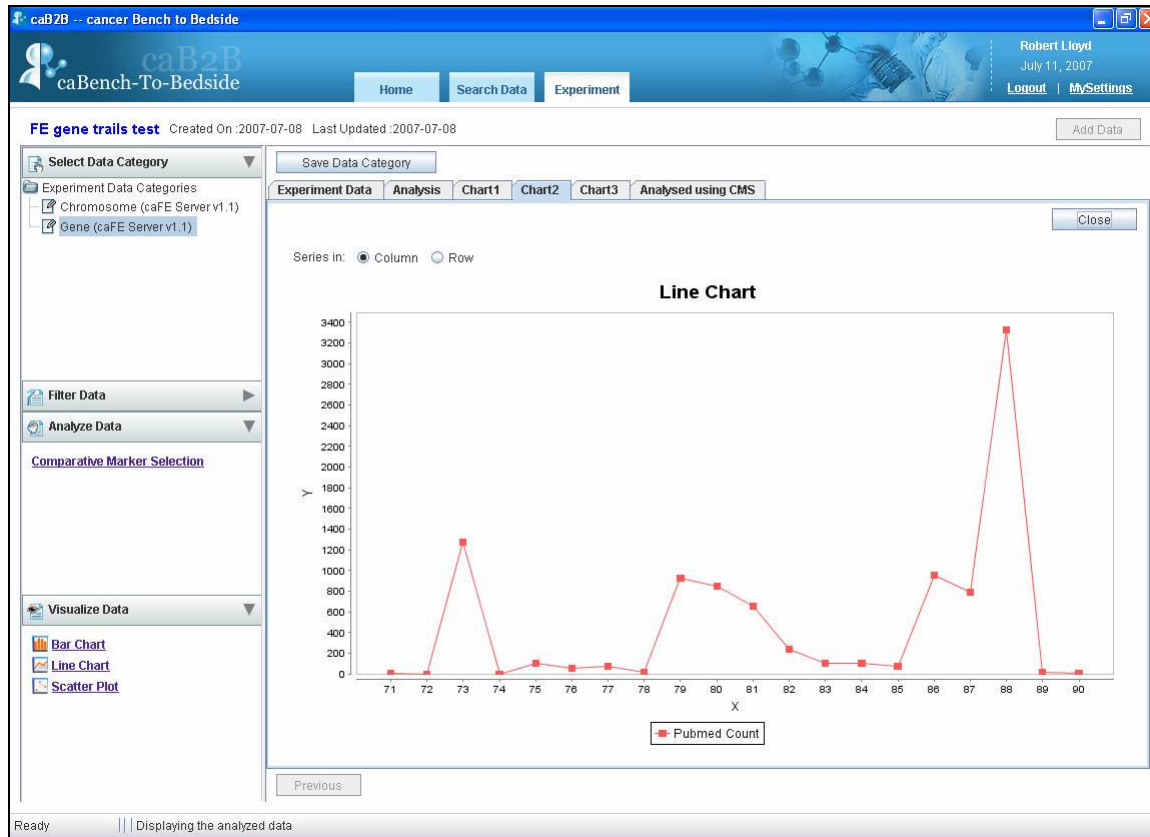 caB2B -- cancer Bench to Bedside
caB2B
caBench-To-Bedside
Home
Search Data
Experiment
Robert Lloyd
July 11, 2007
Logout | MySettings
FE gene trails test Created On :2007-07-08 Last Updated :2007-07-08
Add Data
Select Data Category
Experiment Data Categories
Chromosome (caFE Server v1.1)
Gene (caFE Server v1.1)
Filter Data
Analyze Data
Comparative Marker Selection
Visualize Data
Bar Chart
Line Chart
Scatter Plot
Save Data Category
Experiment Data
Analysis
Chart1
Chart2
Chart3
Analysed using CMS
Close
Series in: Column Row
Line Chart
3400
3200
3000
2800
2600
2400
2200
2000
1800
1600
1400
1200
1000
800
600
400
200
0
Y
71 72 73 74 75 76 77 78 79 80 81 82 83 84 85 86 87 88 89 90
X
Pubmed Count
Previous
Ready
Displaying the analyzed data